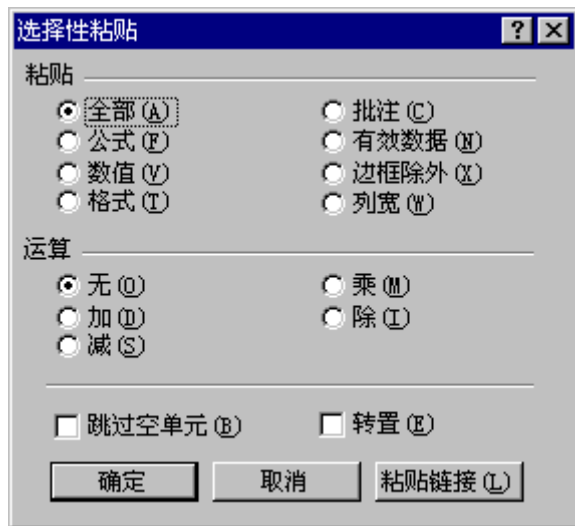 选择性粘贴
粘贴
全部(A) 批注(C)
公式(F) 有效数据(N)
数值(V) 边框除外(X)
格式(T) 列宽(W)
运算
无(O) 乘(M)
加(D) 除(I)
减(S)
跳过空单元(B) 转置(E)
确定 取消 粘贴链接(L)